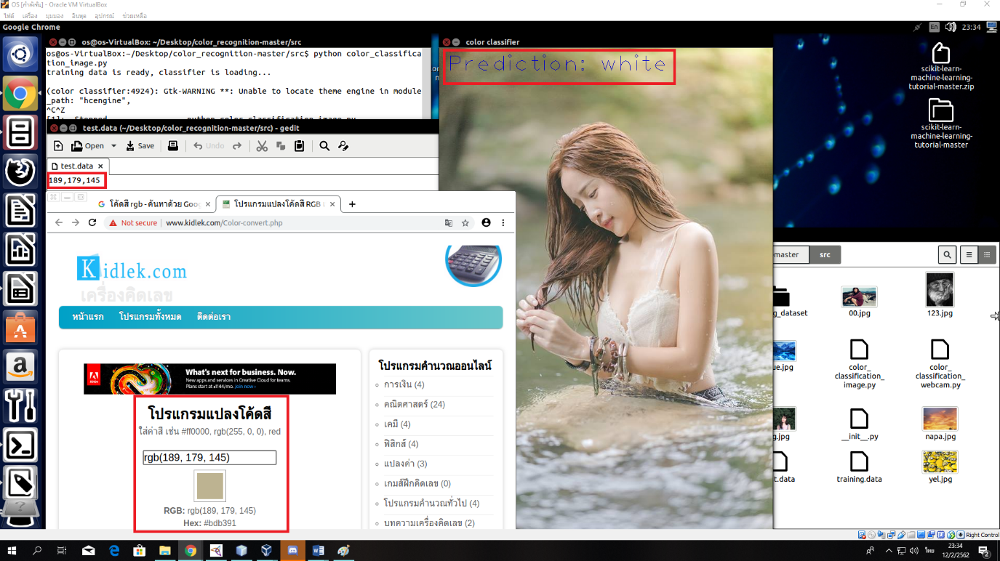 OS [กำลังรัน] - Oracle VM VirtualBox
ไฟล์ เครื่อง มุมมอง อินพุต อุปกรณ์ ช่วยเหลือ
Google Chrome
En 23:34
os@os-VirtualBox: ~/Desktop/color_recognition-master/src
os@os-VirtualBox:~/Desktop/color_recognition-master/src$ python color_classifica
tion_image.py
training data is ready, classifier is loading...
(color classifier:4924): Gtk-WARNING **: Unable to locate theme engine in module
_path: "hcengine",
^C^Z
[1]+ Stopped python color_classification_image.py
test.data (~/Desktop/color_recognition-master/src) - gedit
Open Save Undo
test.data
189,179,145
color classifier
Prediction: white
scikit-learn-
machine-learning-
tutorial-master.zip
scikit-learn-
machine-learning-
tutorial-master
โค้ดสี rgb - ค้นหาด้วย Goo
โปรแกรมแปลงโค้ดสี RGB
Not secure www.kidlek.com/Color-convert.php
Kidlek.com
เครื่องคิดเลข
หน้าแรก โปรแกรมทั้งหมด ติดต่อเรา
Adobe
What's next for business. Now.
New apps and services in Creative Cloud for teams.
Plans start at s1144/mo. Join now ›
โปรแกรมแปลงโค้ดสี
ใส่ค่าสี เช่น #ff0000, rgb(255, 0, 0), red
rgb(189, 179, 145)
RGB: rgb(189, 179, 145)
Hex: #bdb391
โปรแกรมคำนวณออนไลน์
การเงิน (4)
คณิตศาสตร์ (24)
เคมี (4)
ฟิสิกส์ (4)
แปลงค่า (3)
เกมส์ฝึกคิดเลข (0)
โปรแกรมคำนวณทั่วไป (4)
บทความเครื่องคิดเลข (2)
master src
g_dataset
00.jpg
123.jpg
ue.jpg
color_
classification_
image.py
color_
classification_
webcam.py
g.jpg
__init__.py
napa.jpg
t.data
training.data
yel.jpg
Right Control
ไทย
23:34
12/2/2562
2